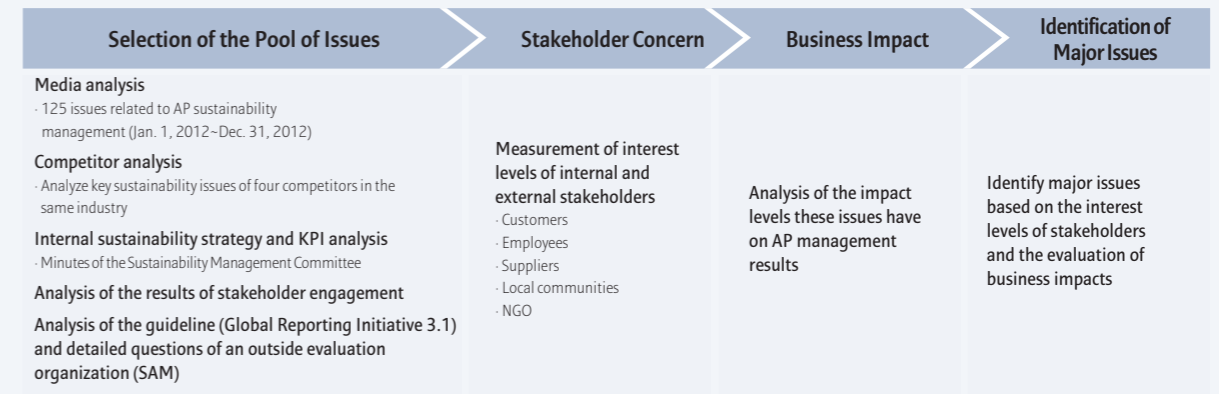 Selection of the Pool of Issues
Stakeholder Concern
Business Impact
Identification of
Major Issues
Media analysis
· 125 issues related to AP sustainability
management (Jan. 1, 2012~Dec. 31, 2012)
Competitor analysis
· Analyze key sustainability issues of four competitors in the
same industry
Internal sustainability strategy and KPI analysis
· Minutes of the Sustainability Management Committee
Analysis of the results of stakeholder engagement
Analysis of the guideline (Global Reporting Initiative 3.1)
and detailed questions of an outside evaluation
organization (SAM)
Measurement of interest
levels of internal and
external stakeholders
· Customers
· Employees
· Suppliers
· Local communities
· NGO
Analysis of the impact
levels these issues have
on AP management
results
Identify major issues
based on the interest
levels of stakeholders
and the evaluation of
business impacts